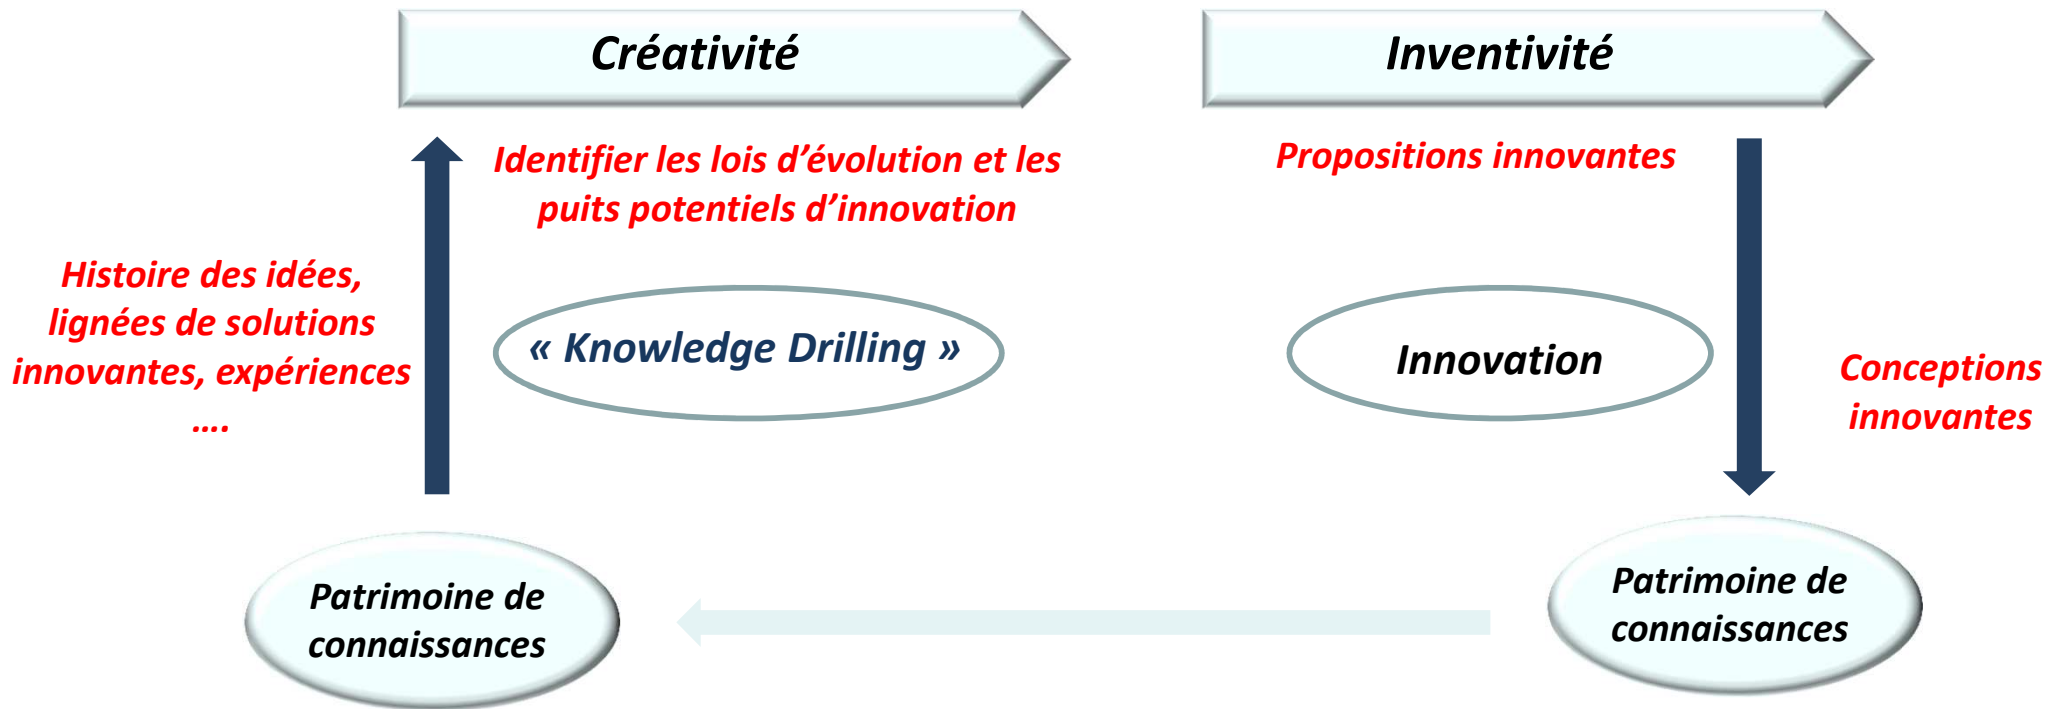 Créativité
Inventivité
Identifier les lois d’évolution et les
puits potentiels d’innovation
Propositions innovantes
Histoire des idées,
lignées de solutions
innovantes, expériences
….
« Knowledge Drilling »
Innovation
Conceptions
innovantes
Patrimoine de
connaissances
Patrimoine de
connaissances